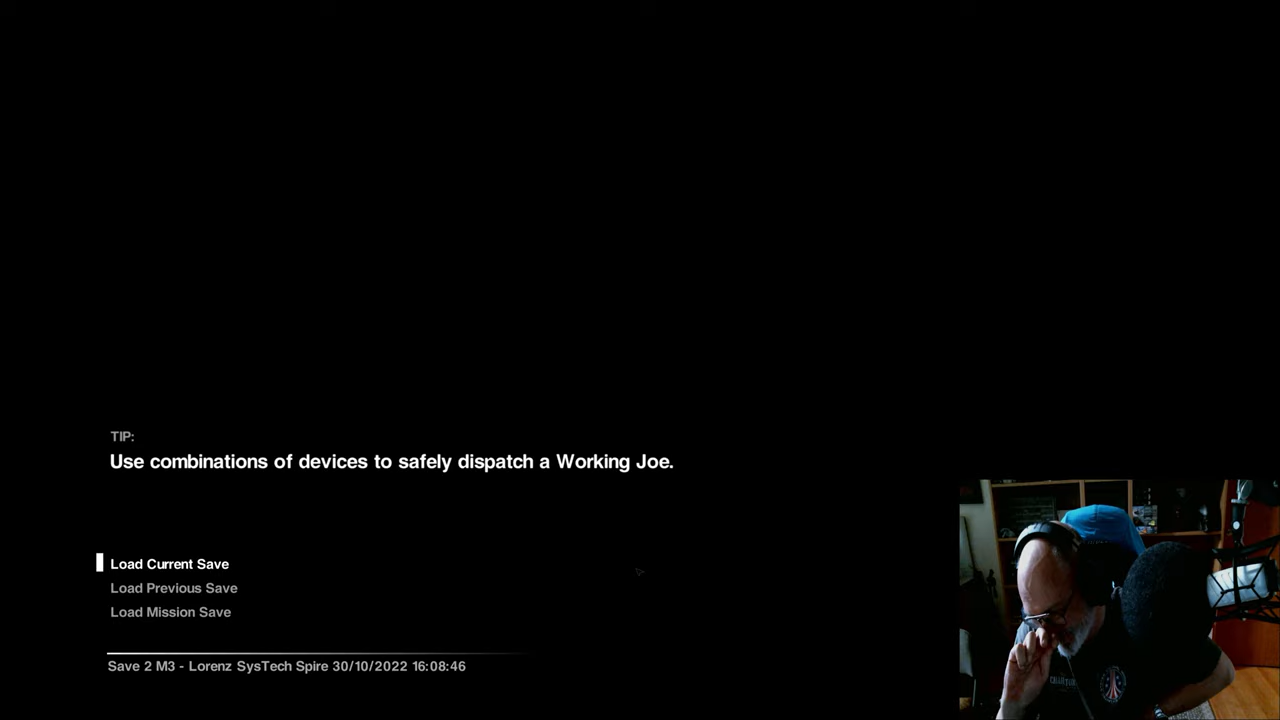 TIP:
Use combinations of devices to safely dispatch a Working Joe.
Load Current Save
Load Previous Save
Load Mission Save
Save 2 M3 - Lorenz SysTech Spire 30/10/2022 16:08:46